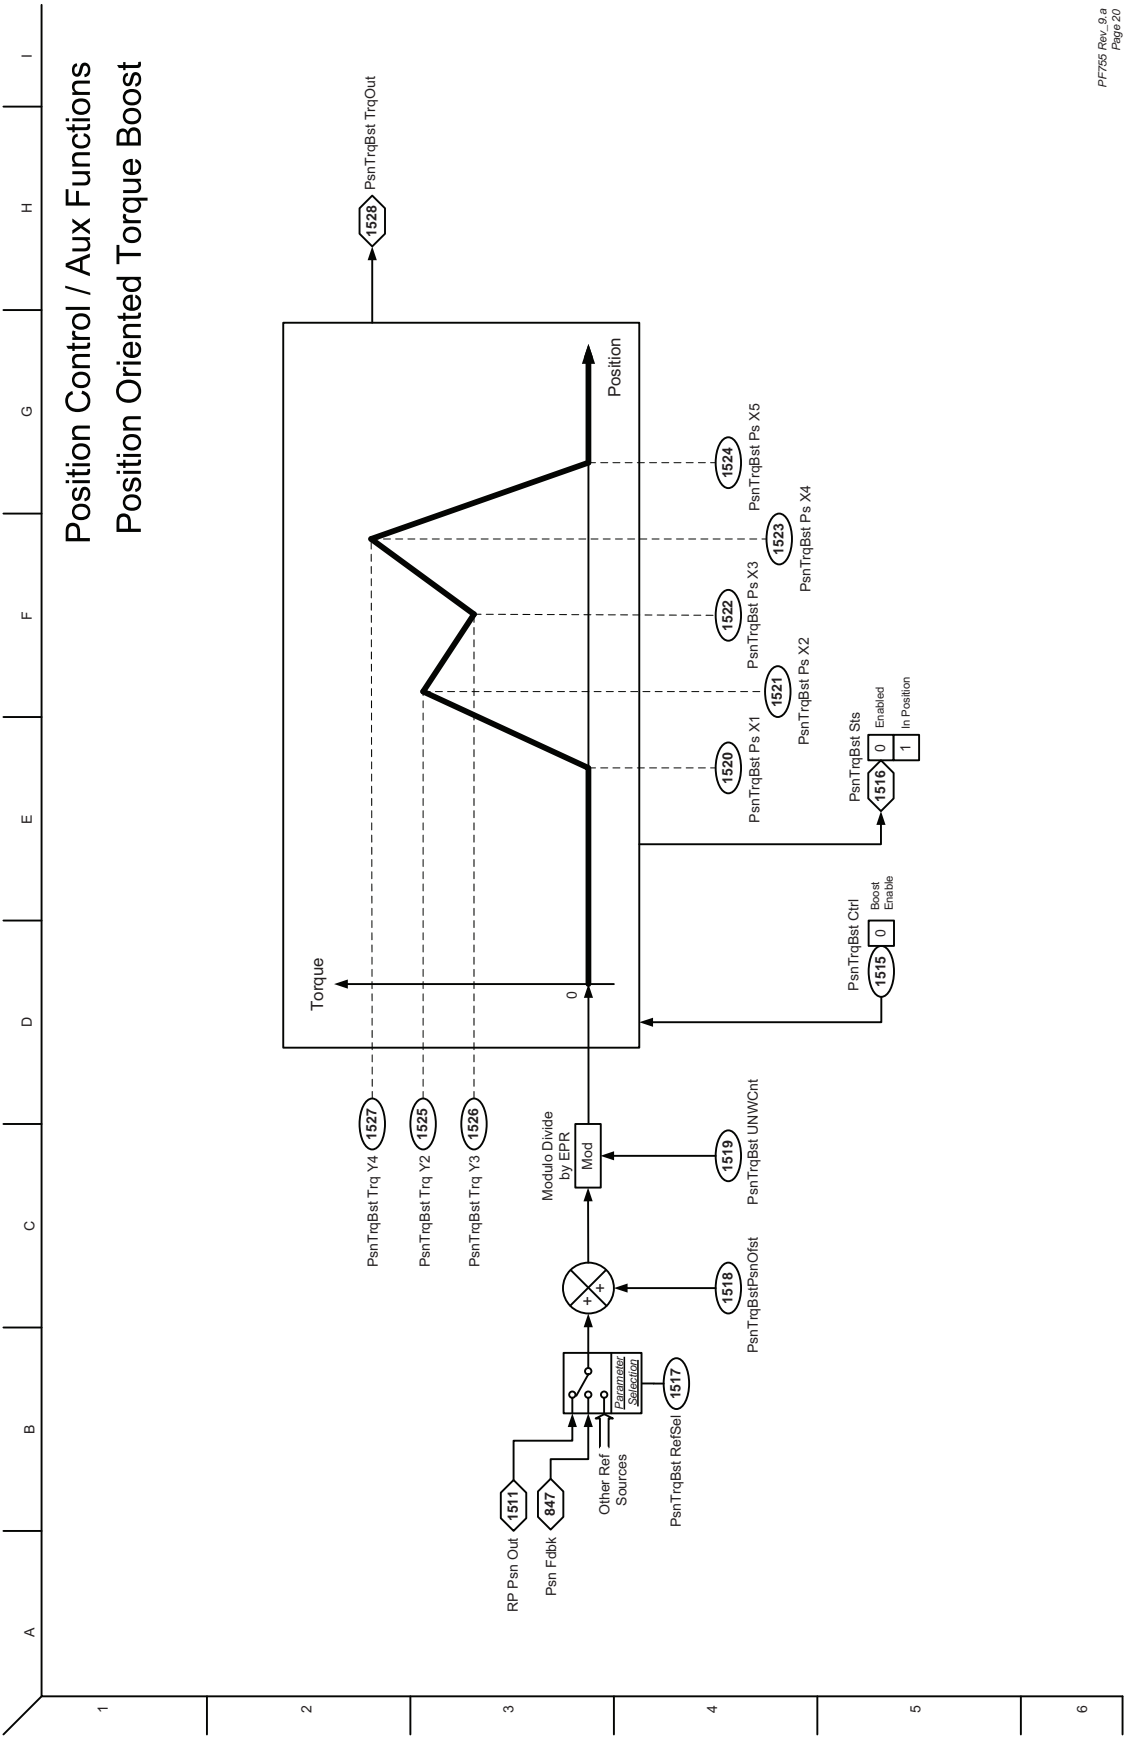 A
B
C
D
E
F
G
H
I
1
2
3
4
5
6
Position Control / Aux Functions
Position Oriented Torque Boost
RP Psn Out
1511
Psn Fdbk
847
Other Ref
Sources
Parameter
Selection
1517
PsnTrqBst RefSel
+
+
1518
PsnTrqBstPsnOfst
Modulo Divide
by EPR
Mod
1519
PsnTrqBst UNWCnt
PsnTrqBst Trq Y4
1527
PsnTrqBst Trq Y2
1525
PsnTrqBst Trq Y3
1526
Torque
0
Position
1520
PsnTrqBst Ps X1
1521
PsnTrqBst Ps X2
1522
PsnTrqBst Ps X3
1523
PsnTrqBst Ps X4
1524
PsnTrqBst Ps X5
1528
PsnTrqBst TrqOut
PsnTrqBst Ctrl
1515
0
Boost
Enable
PsnTrqBst Sts
1516
0
Enabled
1
In Position
PF755 Rev_9.a
Page 20